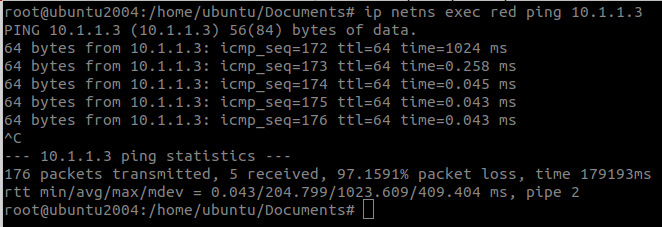 root@ubuntu2004:/home/ubuntu/Documents# ip netns exec red ping 10.1.1.3
PING 10.1.1.3 (10.1.1.3) 56(84) bytes of data.
64 bytes from 10.1.1.3: icmp_seq=172 ttl=64 time=1024 ms
64 bytes from 10.1.1.3: icmp_seq=173 ttl=64 time=0.258 ms
64 bytes from 10.1.1.3: icmp_seq=174 ttl=64 time=0.045 ms
64 bytes from 10.1.1.3: icmp_seq=175 ttl=64 time=0.043 ms
64 bytes from 10.1.1.3: icmp_seq=176 ttl=64 time=0.043 ms
^C
--- 10.1.1.3 ping statistics ---
176 packets transmitted, 5 received, 97.1591% packet loss, time 179193ms
rtt min/avg/max/mdev = 0.043/204.799/1023.609/409.404 ms, pipe 2
root@ubuntu2004:/home/ubuntu/Documents#